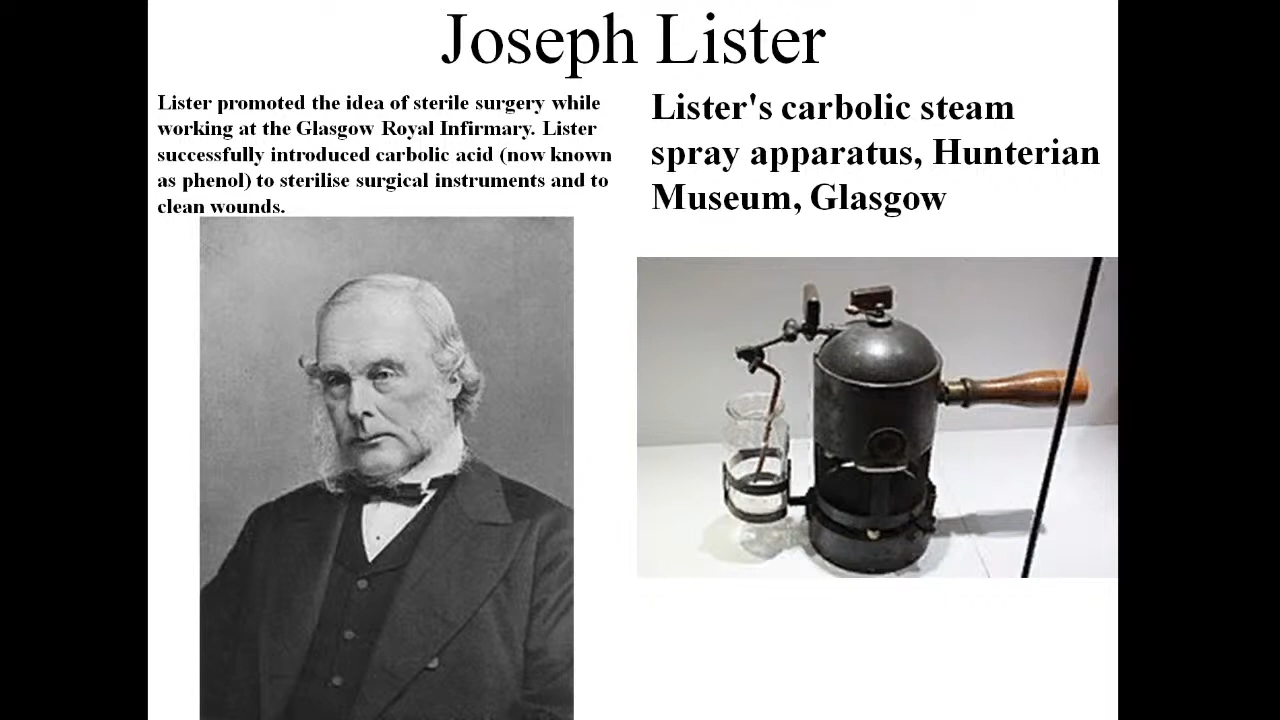 Joseph Lister
Lister promoted the idea of sterile surgery while
working at the Glasgow Royal Infirmary. Lister
successfully introduced carbolic acid (now known
as phenol) to sterilise surgical instruments and to
clean wounds.
Lister's carbolic steam
spray apparatus, Hunterian
Museum, Glasgow